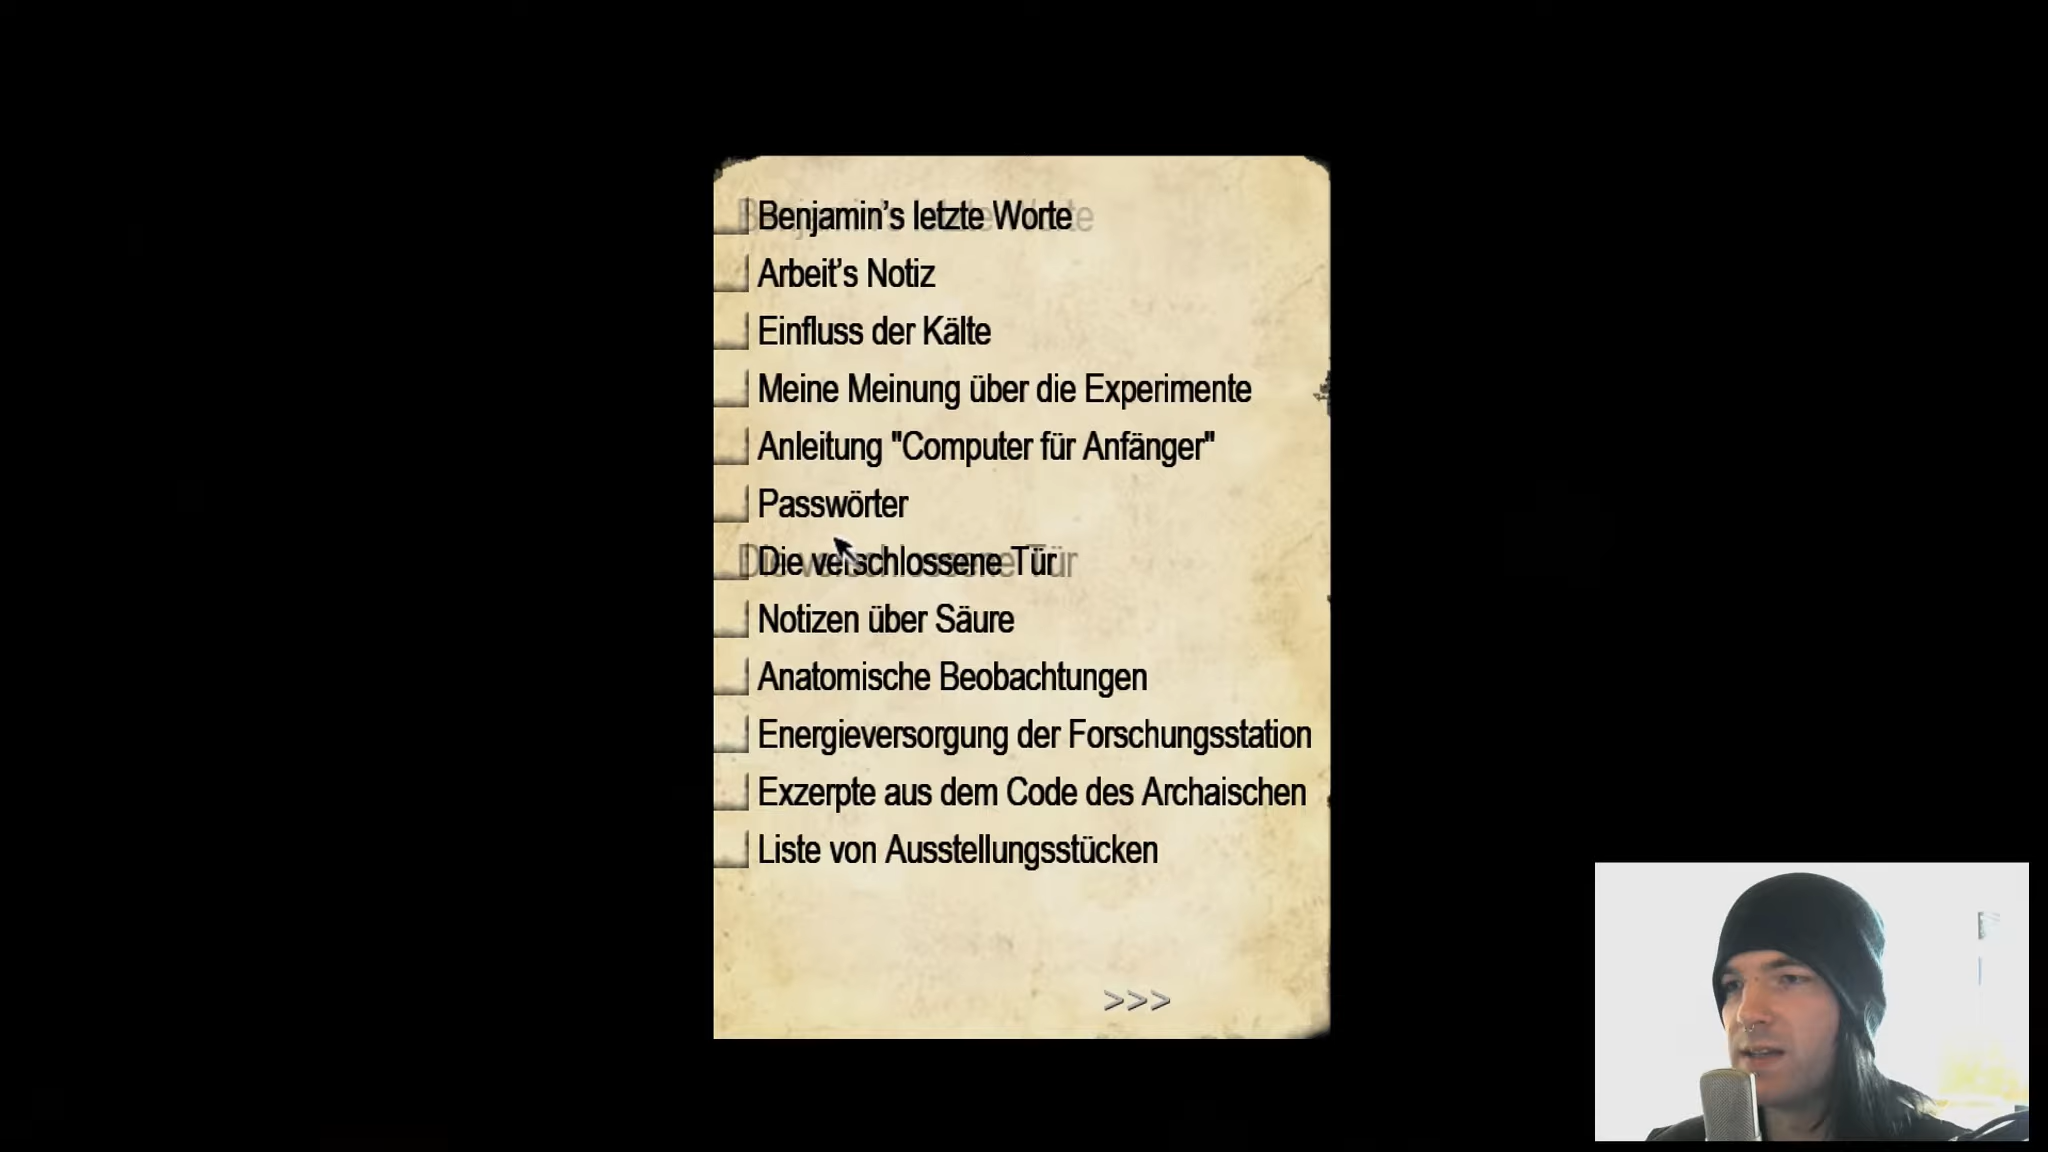 Benjamin's letzte Worte
Arbeit's Notiz
Einfluss der Kälte
Meine Meinung über die Experimente
Anleitung "Computer für Anfänger"
Passwörter
Die verschlossene Tür
Notizen über Säure
Anatomische Beobachtungen
Energieversorgung der Forschungsstation
Exzerpte aus dem Code des Archaischen
Liste von Ausstellungsstücken
>>>